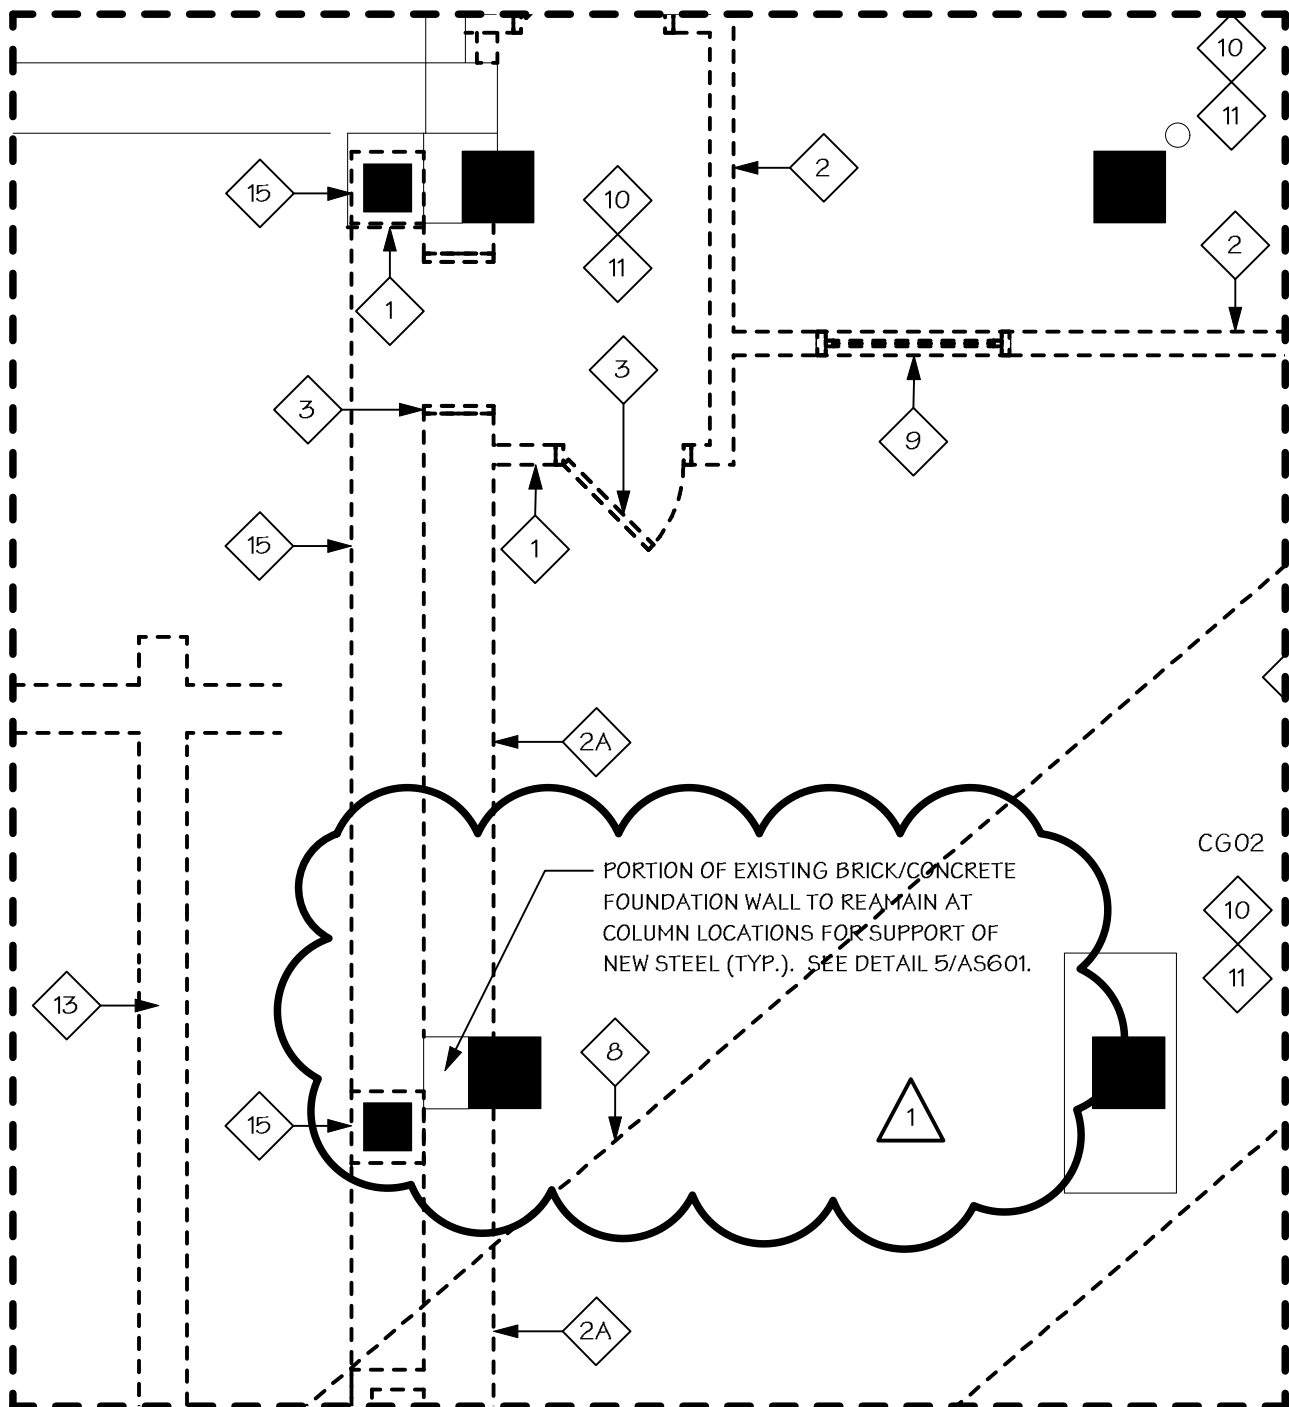 10
11
15
10
11
2
2
1
3
3
9
15
1
2A
CG02
PORTION OF EXISTING BRICK/CONCRETE
FOUNDATION WALL TO REAMAIN AT
COLUMN LOCATIONS FOR SUPPORT OF
NEW STEEL (TYP.). SEE DETAIL 5/AS601.
10
11
13
8
15
1
2A